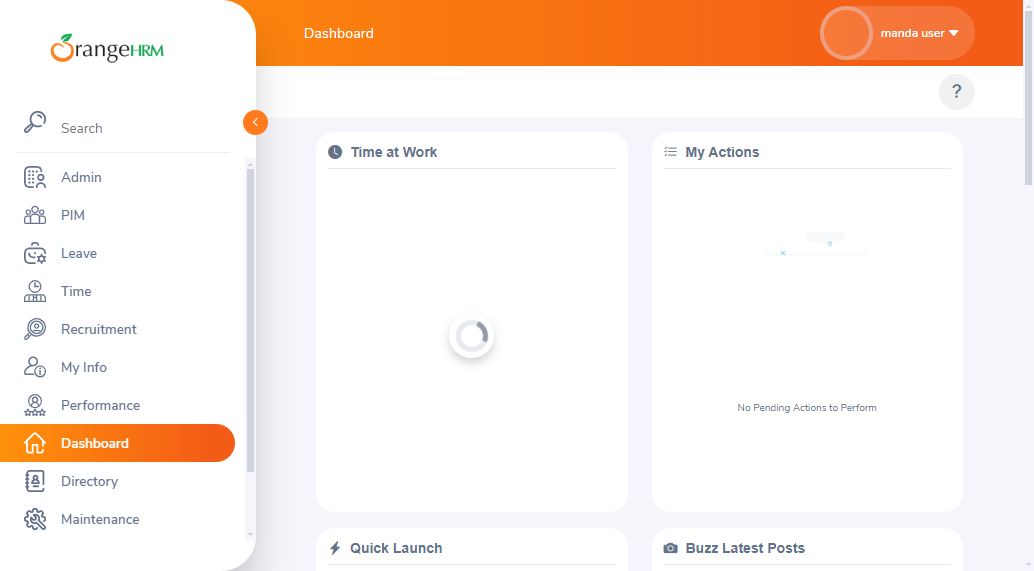 OrangeHRM
Dashboard
manda user
?
Search
Admin
PIM
Leave
Time
Recruitment
My Info
Performance
Dashboard
Directory
Maintenance
Time at Work
My Actions
No Pending Actions to Perform
Quick Launch
Buzz Latest Posts